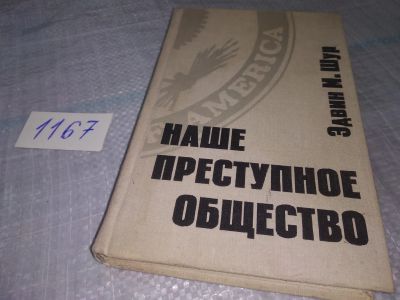 1167
AMERICA
Эдвин М. Шур
НАШЕ
ПРЕСТУПНОЕ
ОБЩЕСТВО